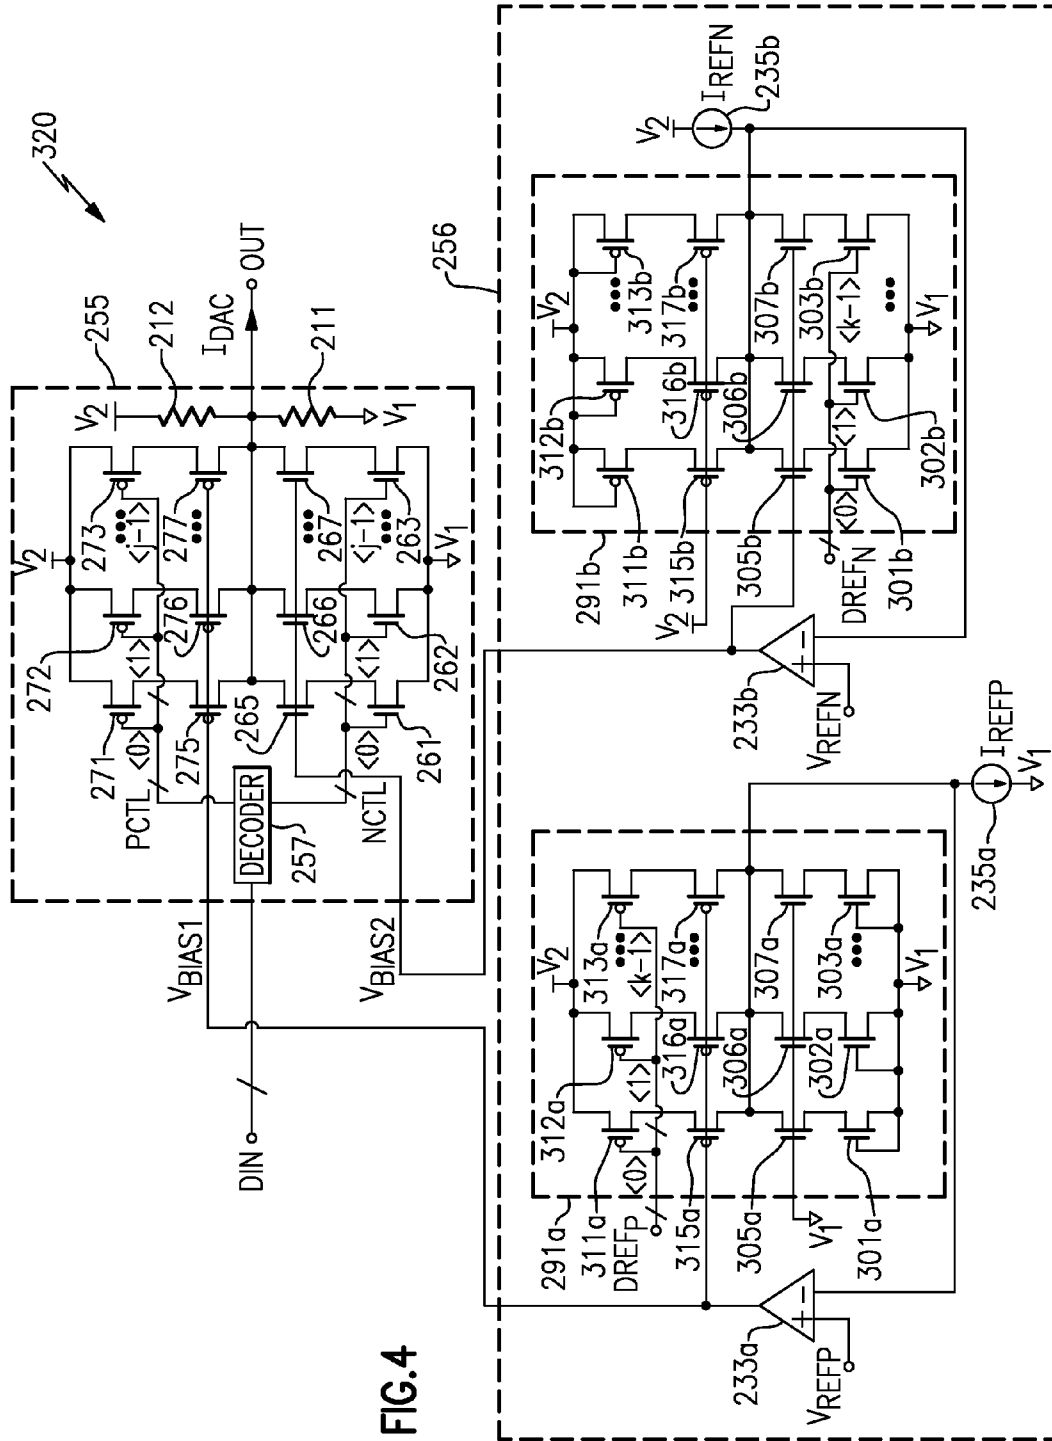 FIG.4
320
255
V2
V2
212
IDAC
OUT
211
V1
V1
272
273
271
<0>
<1>
<j-1>
PCTL
275
276
277
265
266
267
DECODER
257
NCTL
<0>
<1>
<j-1>
261
262
263
VBIAS1
VBIAS2
DIN
256
291a
V2
312a
313a
311a
<0>
<1>
<k-1>
DREFP
315a
316a
317a
305a
306a
307a
V1
301a
302a
303a
V1
233a
+
−
VREFP
235a
IREFP
V1
291b
V2
312b
313b
311b
V2
315b
316b
317b
305b
306b
307b
<0>
<1>
<k-1>
DREFN
301b
302b
303b
V1
233b
+
−
VREFN
V2
IREFN
235b